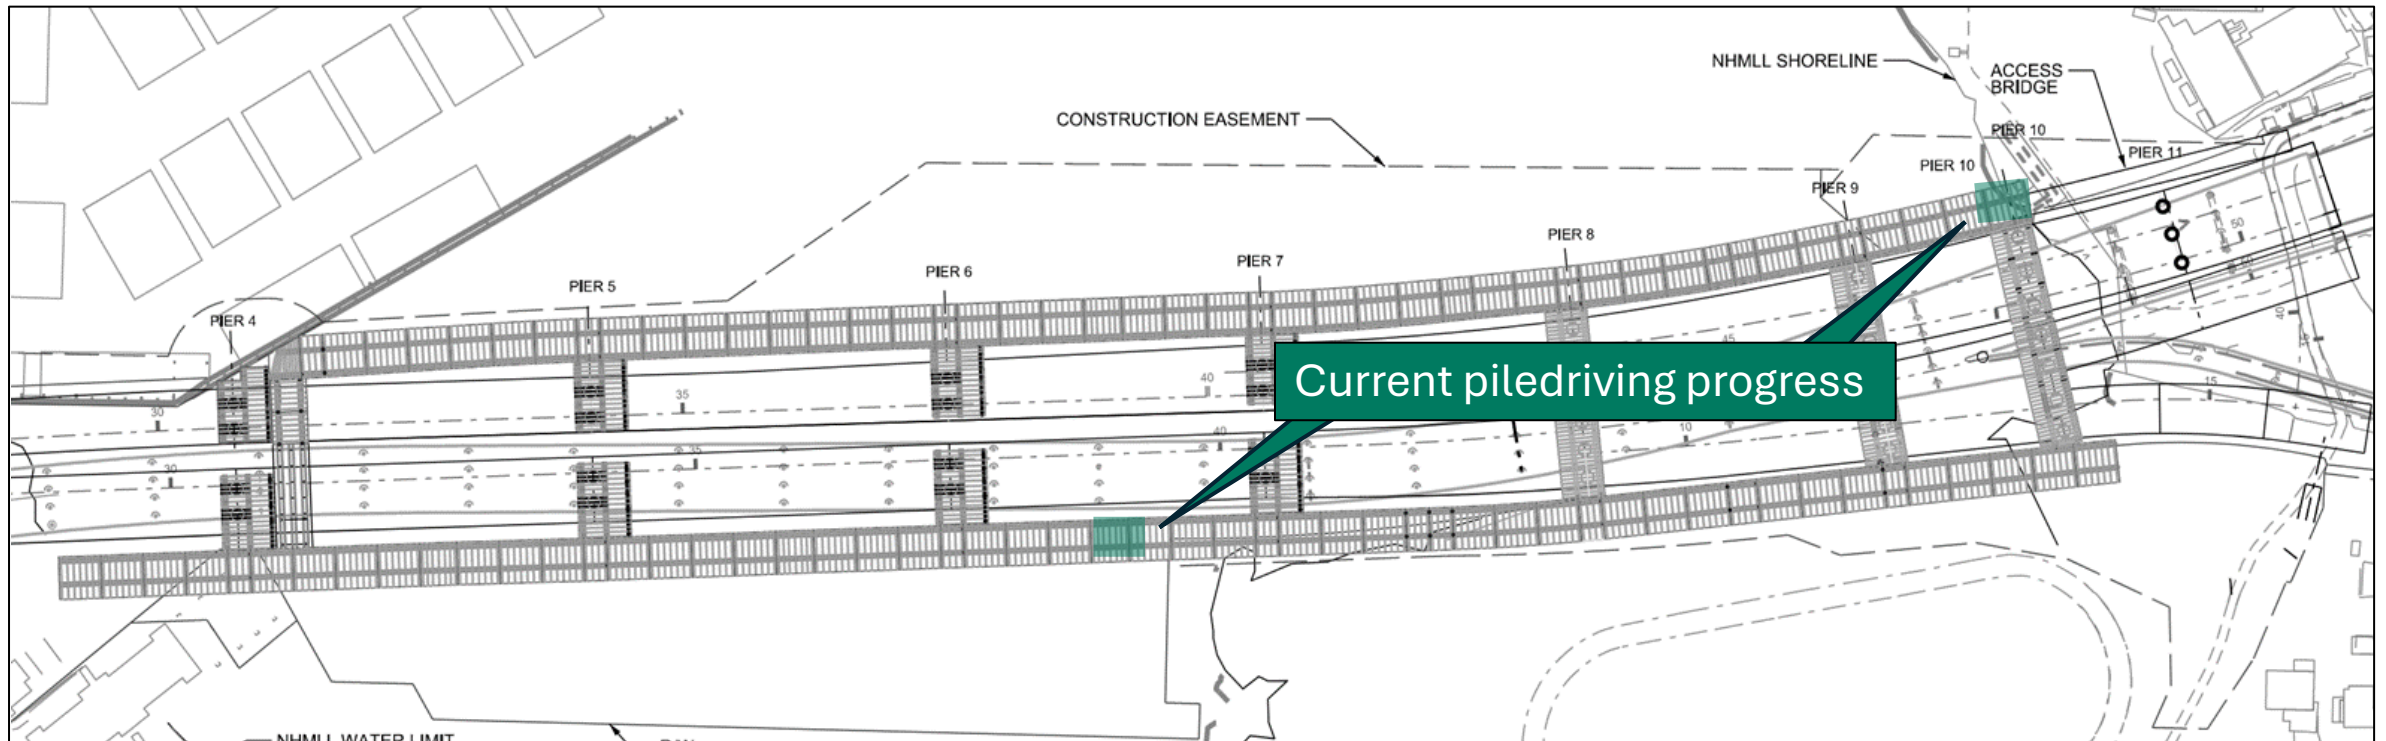 NHMLL SHORELINE
ACCESS
BRIDGE
CONSTRUCTION EASEMENT
PIER 10
PIER 11
PIER 10
PIER 9
PIER 8
PIER 7
PIER 6
PIER 5
PIER 4
50
40
45
Current piledriving progress
15
35
40
30
40
10
35
30
NHMLL WATER LIMIT